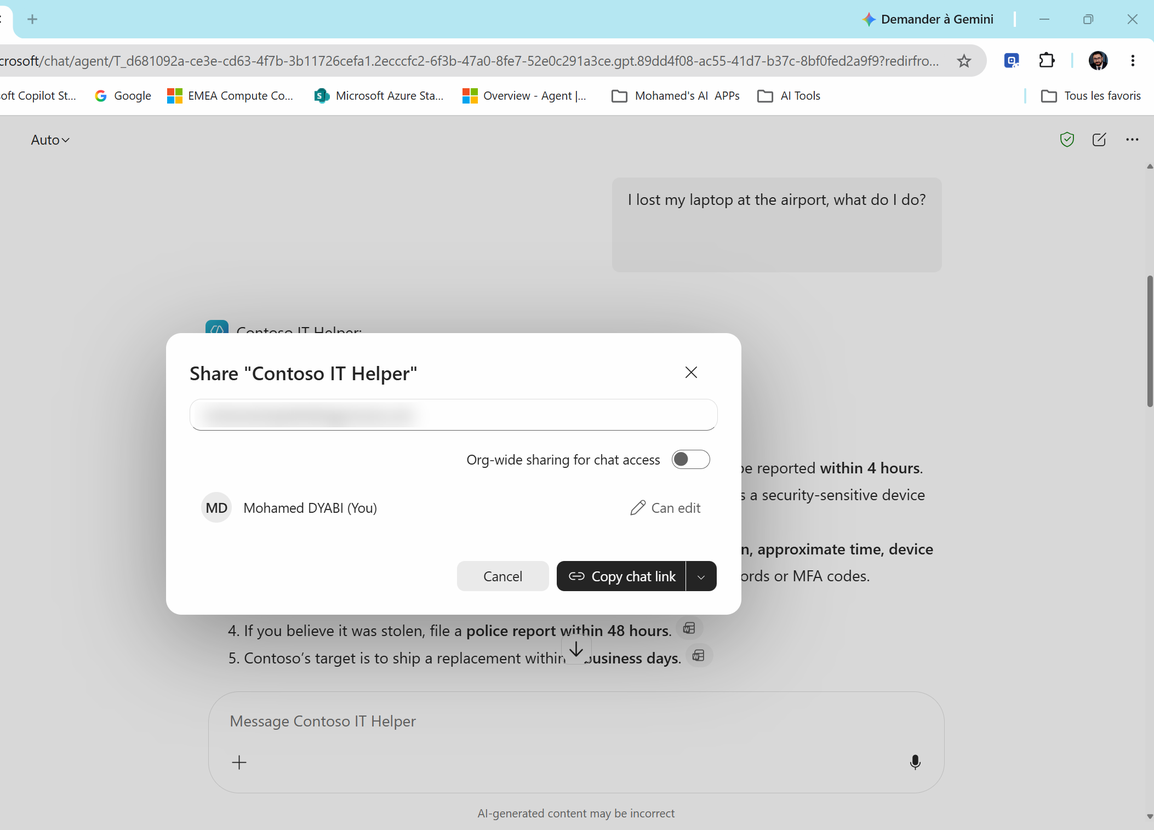 Demander à Gemini
crosoft/chat/agent/T_d681092a-ce3e-cd63-4f7b-3b11726cefa1.2ecccfc2-6f3b-47a0-8fe7-52e0c291a3ce.gpt.89dd4f08-ac55-41d7-b37c-8bf0fed2a9f9?redirfro...
oft Copilot St... Google EMEA Compute Co... Microsoft Azure Sta... Overview - Agent |... Mohamed's AI APPs AI Tools Tous les favoris
Auto
I lost my laptop at the airport, what do I do?
Contoso IT Helper:
Share "Contoso IT Helper"
Org-wide sharing for chat access
be reported within 4 hours.
s a security-sensitive device
MD Mohamed DYABI (You) Can edit
n, approximate time, device
Cancel Copy chat link
ords or MFA codes.
4. If you believe it was stolen, file a police report within 48 hours.
5. Contoso's target is to ship a replacement within business days.
Message Contoso IT Helper
AI-generated content may be incorrect